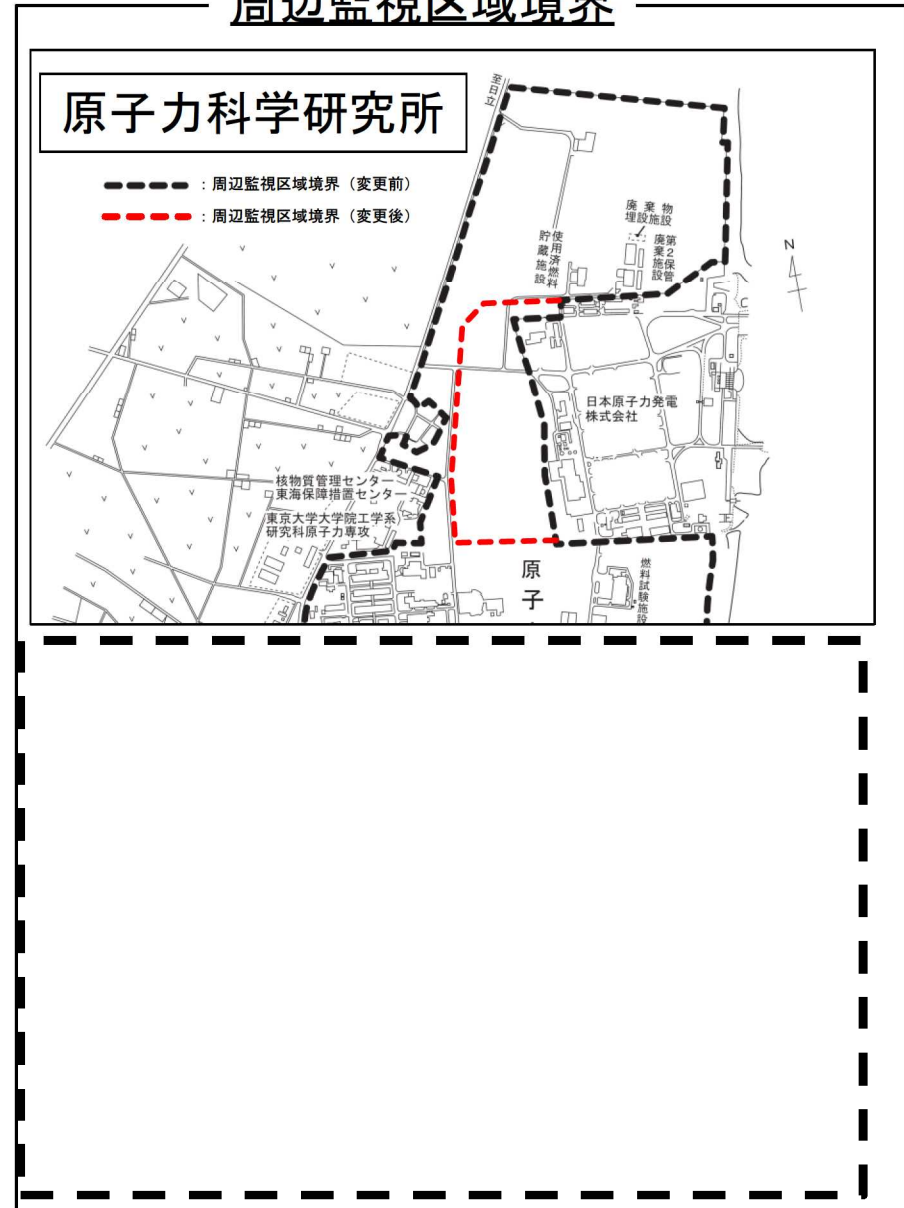 周辺監視区域境界
原子力科学研究所
：周辺監視区域境界（変更前）
：周辺監視区域境界（変更後）
至日立
廃棄物
埋設施設
使用済燃料
貯蔵施設
第2保管
廃棄施設
N
日本原子力発電
株式会社
核物質管理センター
東海保障措置センター
東京大学大学院工学系
研究科原子力専攻
原子
燃料試験施設